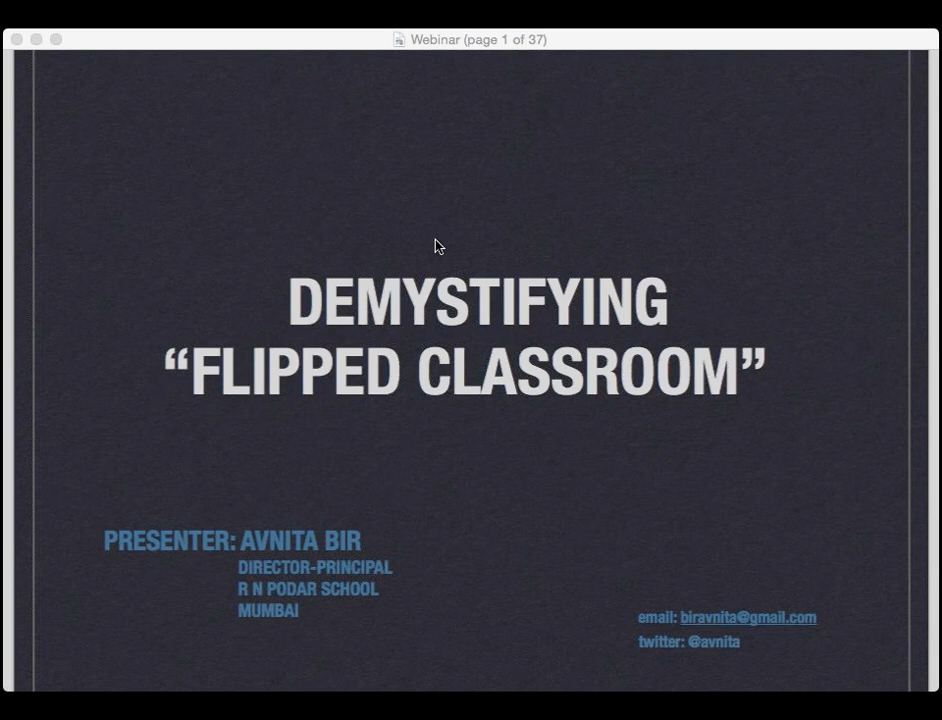 Webinar (page 1 of 37)
DEMYSTIFYING
“FLIPPED CLASSROOM”
PRESENTER: AVNITA BIR
DIRECTOR-PRINCIPAL
R N PODAR SCHOOL
MUMBAI
email: biravnita@gmail.com
twitter: @avnita